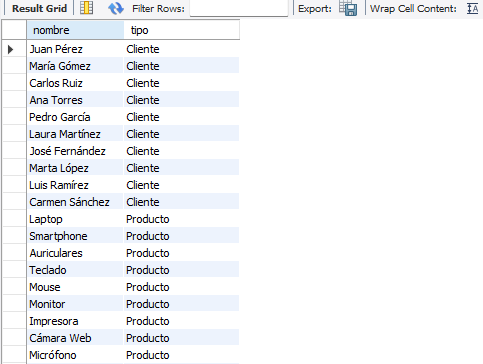 Result Grid Filter Rows: Export: Wrap Cell Content:
nombre tipo
Juan Pérez Cliente
María Gómez Cliente
Carlos Ruiz Cliente
Ana Torres Cliente
Pedro García Cliente
Laura Martínez Cliente
José Fernández Cliente
Marta López Cliente
Luis Ramírez Cliente
Carmen Sánchez Cliente
Laptop Producto
Smartphone Producto
Auriculares Producto
Teclado Producto
Mouse Producto
Monitor Producto
Impresora Producto
Cámara Web Producto
Micrófono Producto